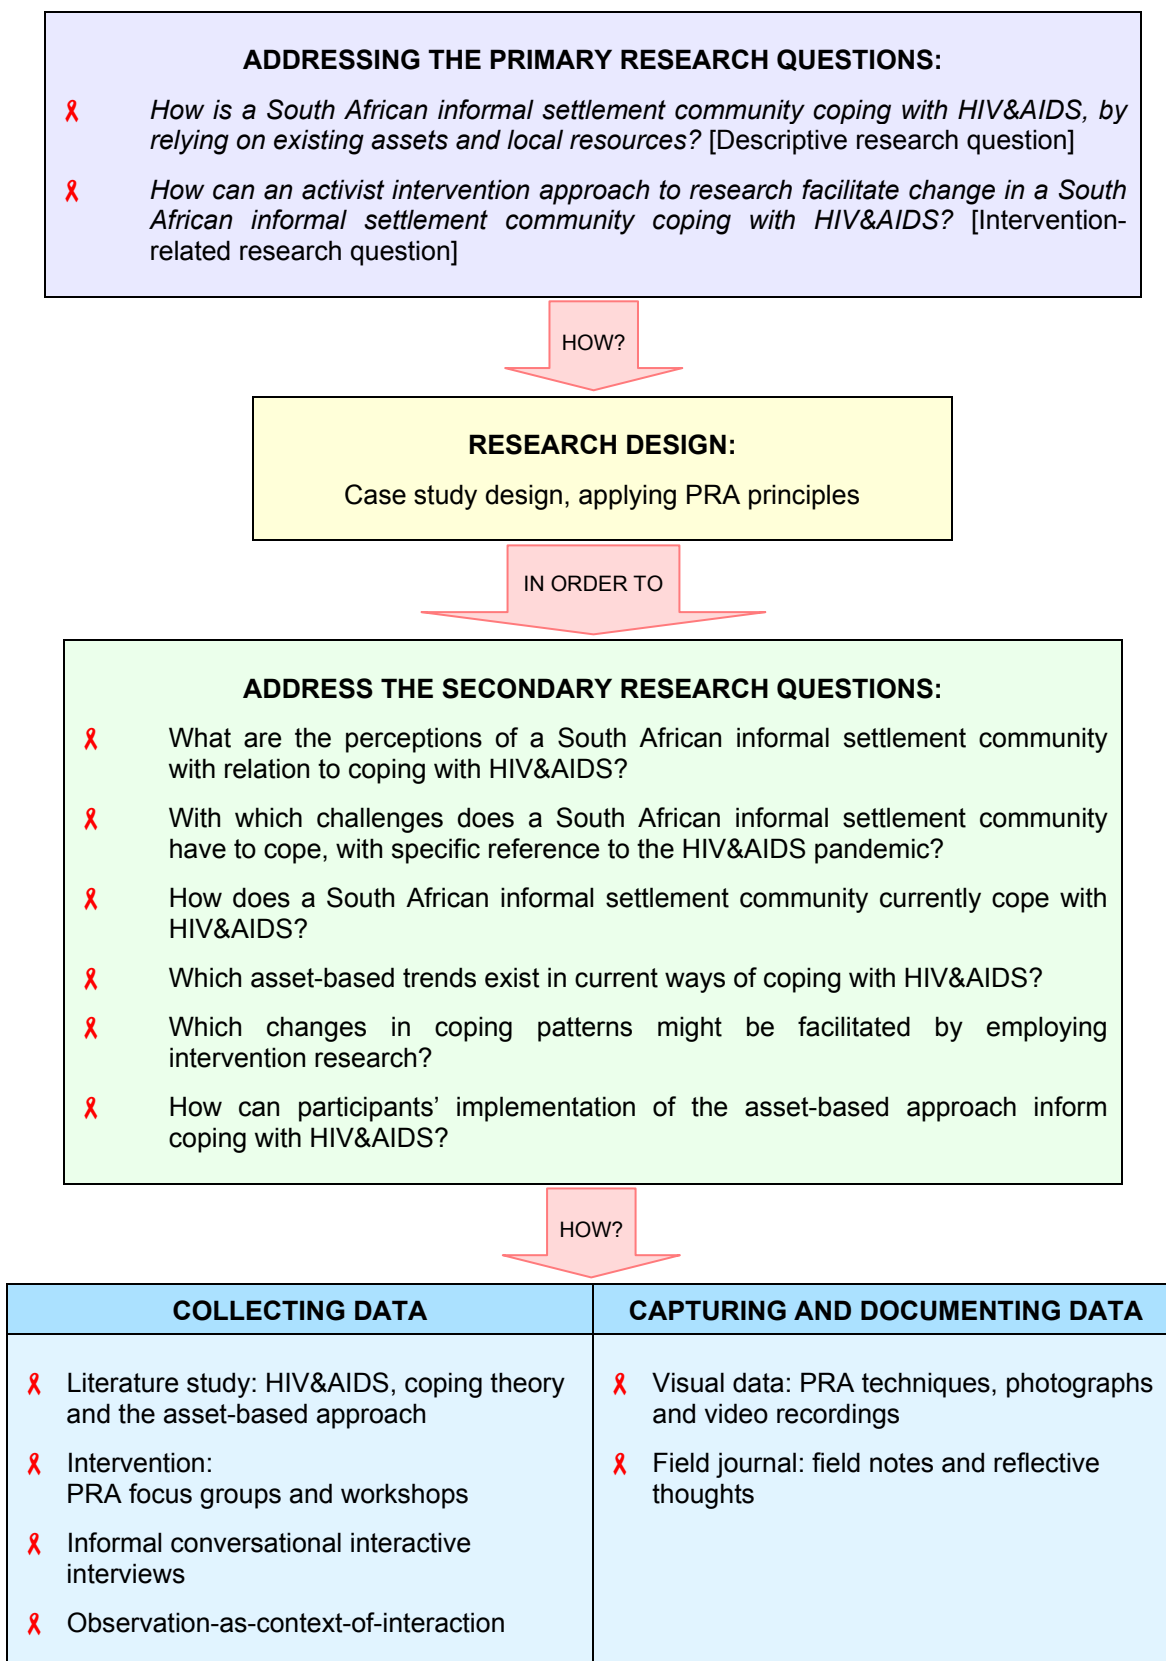 ADDRESSING THE PRIMARY RESEARCH QUESTIONS:
How is a South African informal settlement community coping with HIV&AIDS, by
relying on existing assets and local resources? [Descriptive research question]
How can an activist intervention approach to research facilitate change in a South
African informal settlement community coping with HIV&AIDS? [Intervention-
related research question]
HOW?
RESEARCH DESIGN:
Case study design, applying PRA principles
IN ORDER TO
ADDRESS THE SECONDARY RESEARCH QUESTIONS:
What are the perceptions of a South African informal settlement community
with relation to coping with HIV&AIDS?
With which challenges does a South African informal settlement community
have to cope, with specific reference to the HIV&AIDS pandemic?
How does a South African informal settlement community currently cope with
HIV&AIDS?
Which asset-based trends exist in current ways of coping with HIV&AIDS?
Which changes in coping patterns might be facilitated by employing
intervention research?
How can participants’ implementation of the asset-based approach inform
coping with HIV&AIDS?
HOW?
COLLECTING DATA
Literature study: HIV&AIDS, coping theory
and the asset-based approach
Intervention:
PRA focus groups and workshops
Informal conversational interactive
interviews
Observation-as-context-of-interaction
CAPTURING AND DOCUMENTING DATA
Visual data: PRA techniques, photographs
and video recordings
Field journal: field notes and reflective
thoughts